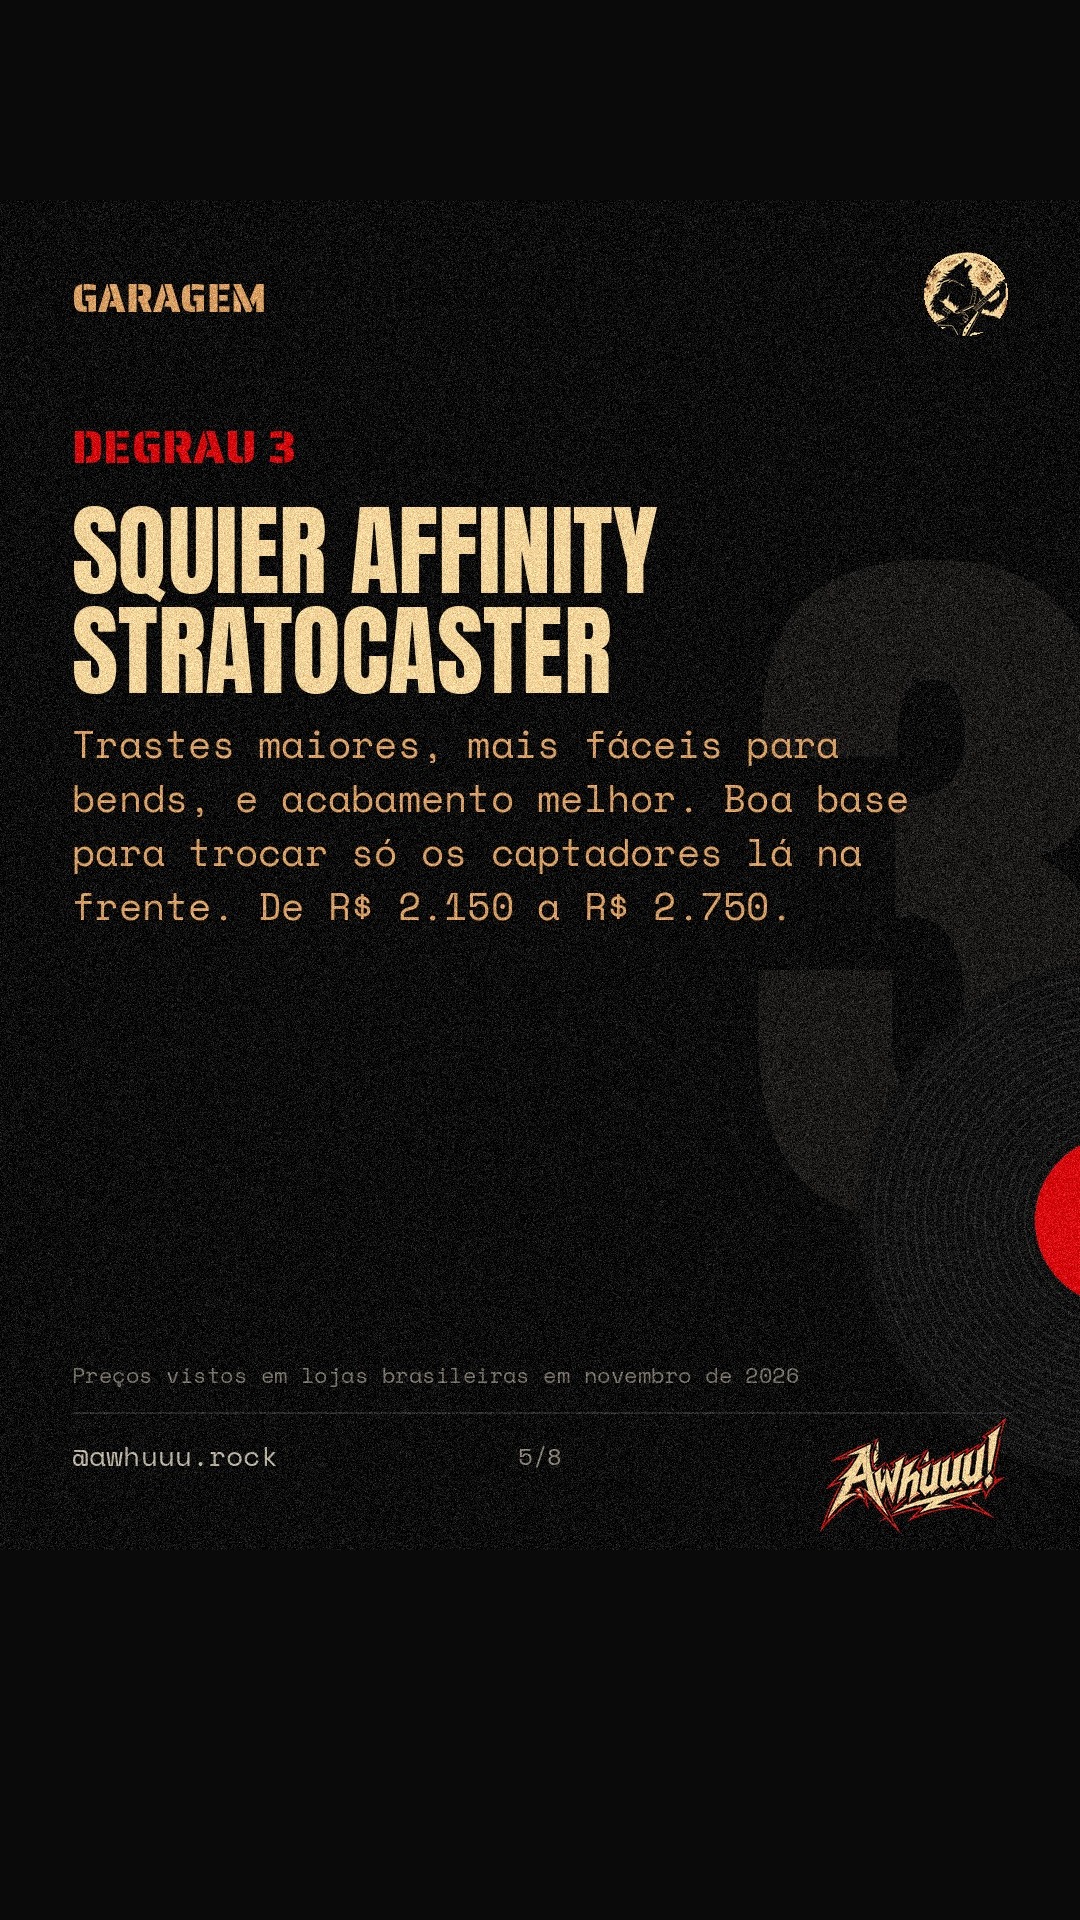 GARAGEM
DEGRAU 3
SQUIER AFFINITY
STRATOCASTER
Trastes maiores, mais fáceis para
bends, e acabamento melhor. Boa base
para trocar só os captadores lá na
frente. De R$ 2.150 a R$ 2.750.
3
Preços vistos em lojas brasileiras em novembro de 2026
@awhuuu.rock
5/8
Awhuuu!